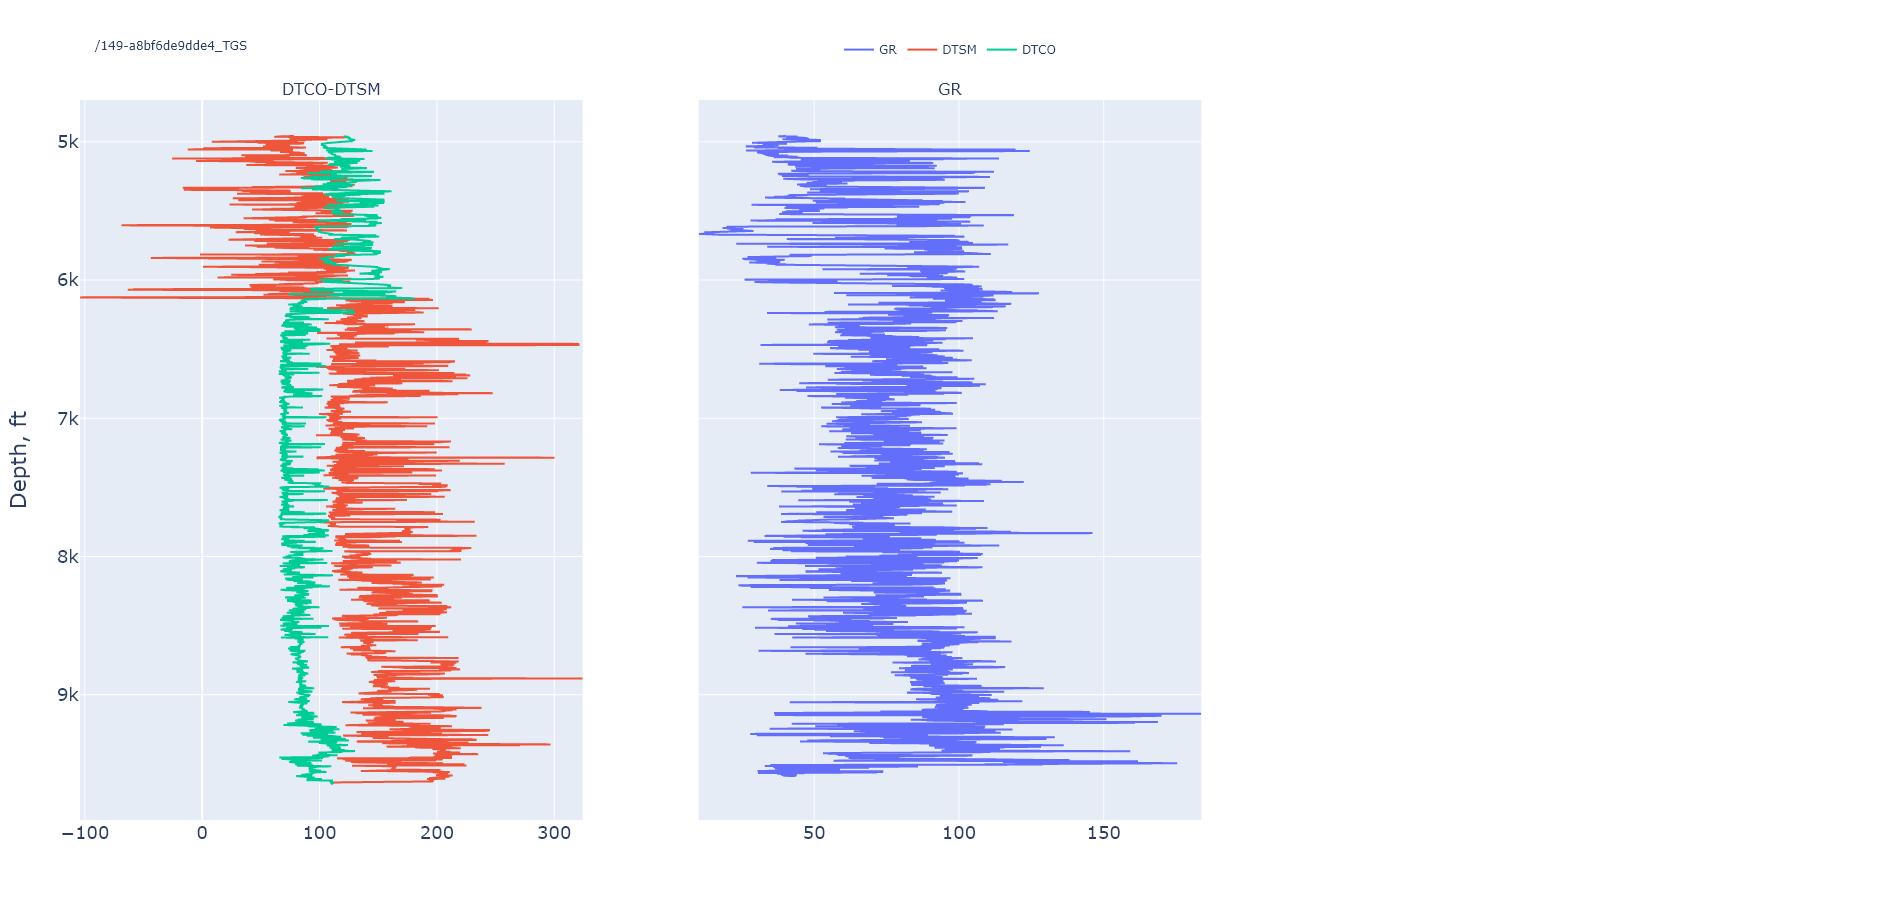 /149-a8bf6de9dde4_TGS
GR DTSM DTCO
DTCO-DTSM
GR
5k
6k
7k
8k
9k
Depth, ft
−100 0 100 200 300
50 100 150